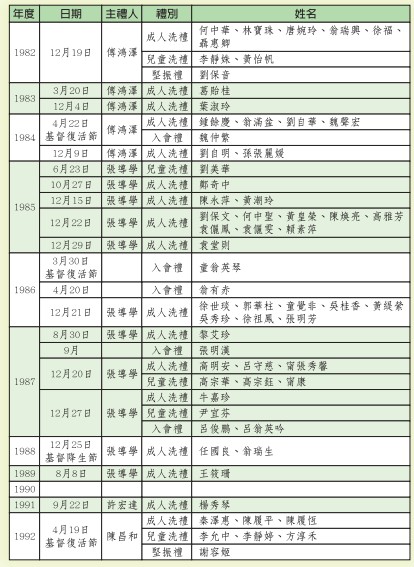 年度 日期 主禮人 禮別 姓名
1982 12月19日 傅鴻澤 成人洗禮 何中華、林寶珠、唐婉玲、翁瑞興、徐福、
聶惠卿
兒童洗禮 李靜姝、黃怡帆
堅振禮 劉保音
1983 3月20日 傅鴻澤 成人洗禮 葛貽桂
12月4日 傅鴻澤 成人洗禮 葉淑玲
1984 4月22日
基督復活節 傅鴻澤 成人洗禮 鍾餘慶、翁滿盆、劉自華、魏聲宏
入會禮 魏仲繁
12月9日 傅鴻澤 成人洗禮 劉自明、孫張麗媛
1985 6月23日 張導學 兒童洗禮 劉美華
10月27日 張導學 成人洗禮 鄭奇中
12月15日 張導學 成人洗禮 陳永萍、黃潮玲
12月22日 張導學 成人洗禮 劉保文、何中聖、黃皇榮、陳煥亮、高雅芳
袁儷鳳、袁儷雯、賴素萍
12月29日 張導學 成人洗禮 袁堂則
1986 3月30日
基督復活節 入會禮 童翁英琴
4月20日 入會禮 翁有赤
12月21日 張導學 成人洗禮 徐世琰、郭華柱、童覺非、吳桂香、黃緹縈
吳秀珍、徐祖鳳、張明芳
1987 8月30日 張導學 成人洗禮 黎艾珍
9月 入會禮 張明漢
12月20日 張導學 成人洗禮 高明安、呂守慈、甯張秀馨
兒童洗禮 高宗華、高宗鈺、甯康
12月27日 張導學 成人洗禮 牛嘉珍
兒童洗禮 尹宜芬
入會禮 呂俊鵬、呂翁英吟
1988 12月25日
基督降生節 張導學 成人洗禮 任國良、翁瑞生
1989 8月8日 張導學 成人洗禮 王筱珊
1990
1991 9月22日 許宏達 成人洗禮 楊秀琴
1992 4月19日
基督復活節 陳昌和 成人洗禮 秦澤惠、陳履平、陳履恆
兒童洗禮 李允中、李靜婷、方淳禾
堅振禮 謝容姬